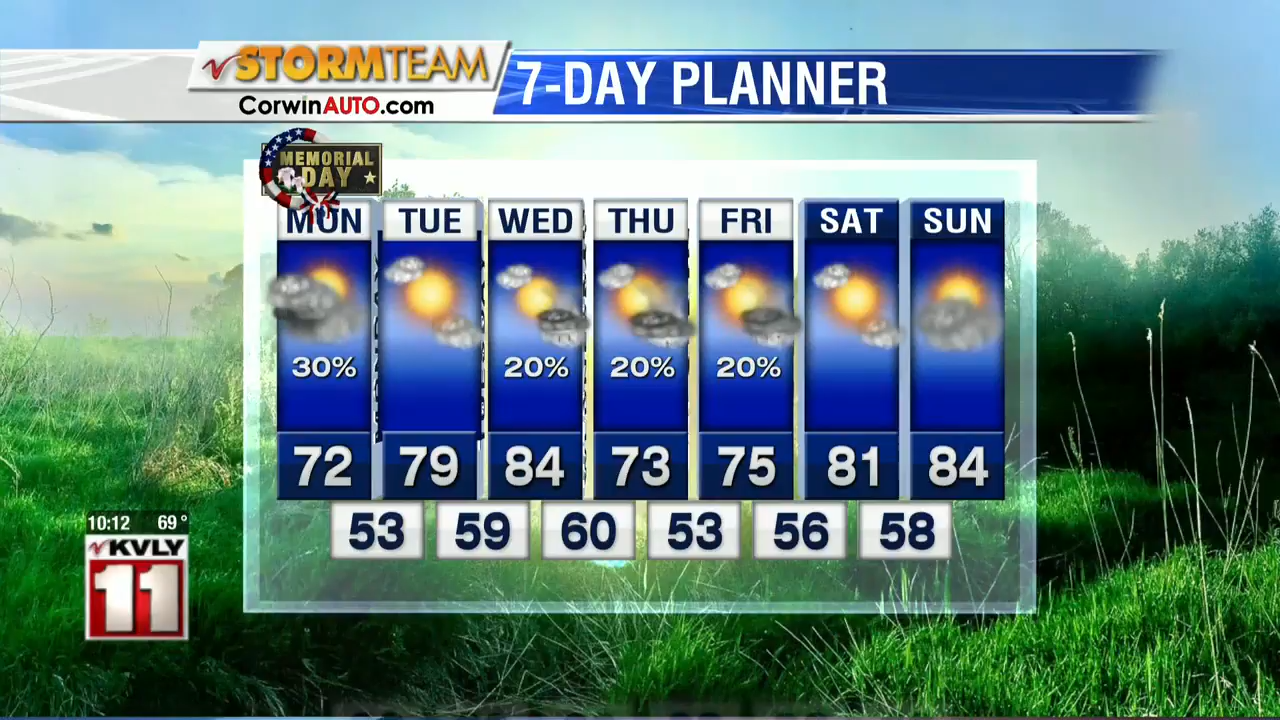 STORMTEAM
CorwinAUTO.com
7-DAY PLANNER
MEMORIAL
DAY
MON TUE WED THU FRI SAT SUN
30% 20% 20% 20%
72 79 84 73 75 81 84
53 59 60 53 56 58
10:12 69°
KVLY
11